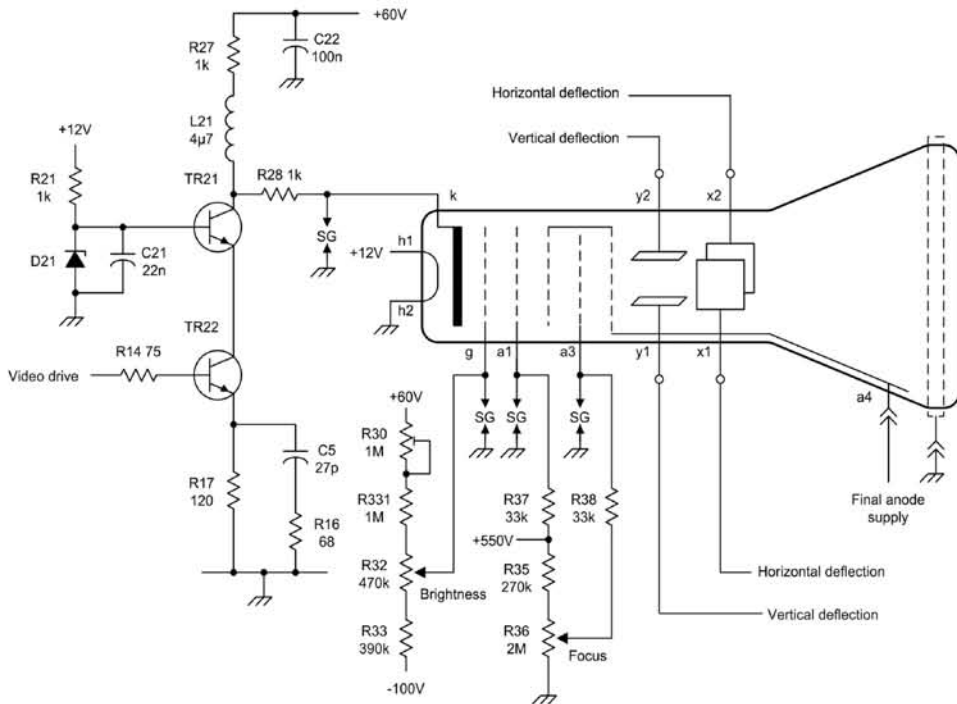 +60V
R27
1k
C22
100n
L21
4µ7
+12V
R21
1k
TR21
R28 1k
D21
C21
22n
SG
Horizontal deflection
Vertical deflection
k
y2
x2
h1
+12V
h2
g
a1
a3
y1
x1
a4
TR22
R14 75
Video drive
+60V
SG
SG
SG
R30
1M
C5
27p
R17
120
R16
68
R331
1M
R37
33k
R38
33k
Final anode
supply
+550V
R32
470k
Brightness
R35
270k
Horizontal deflection
Vertical deflection
R33
390k
R36
2M
Focus
-100V